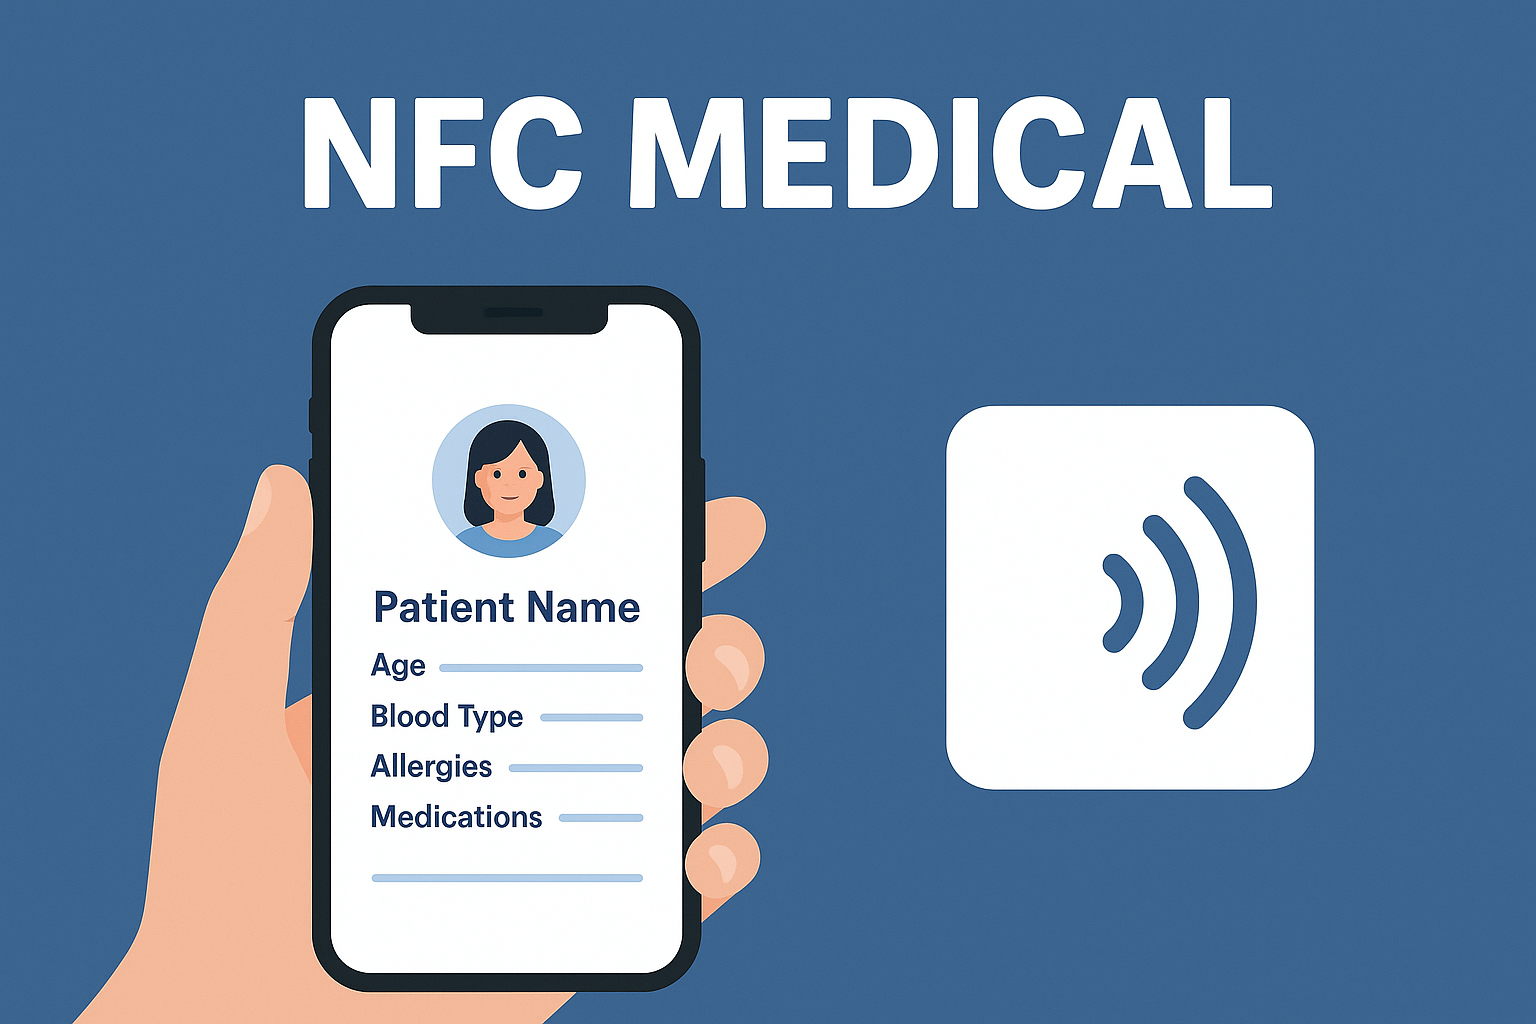 NFC MEDICAL
Patient Name
Age
Blood Type
Allergies
Medications